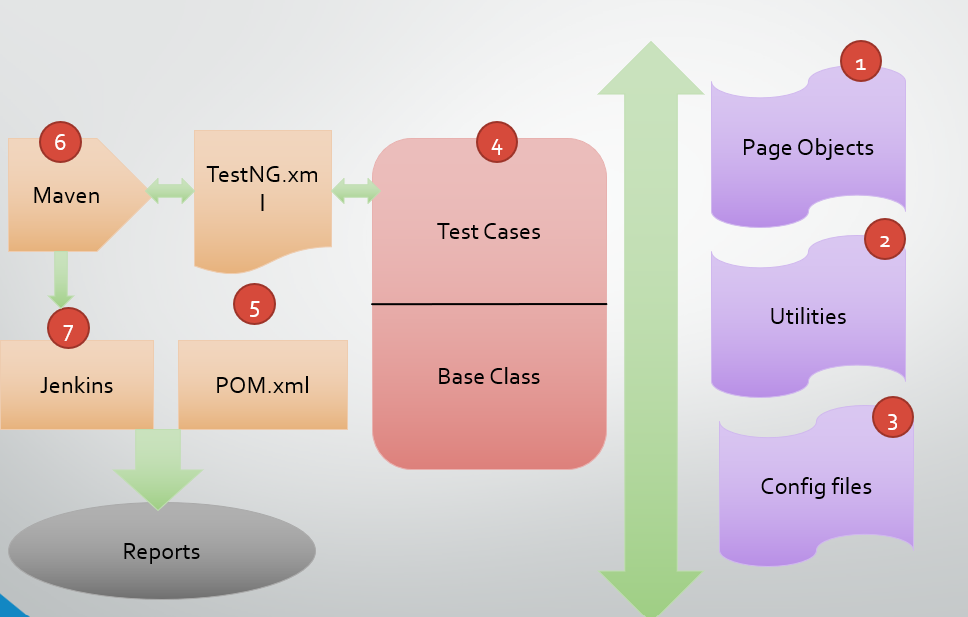 1
Page Objects
6
4
Maven
TestNG.xm
l
Test Cases
2
Utilities
5
7
Jenkins
POM.xml
Base Class
3
Config files
Reports